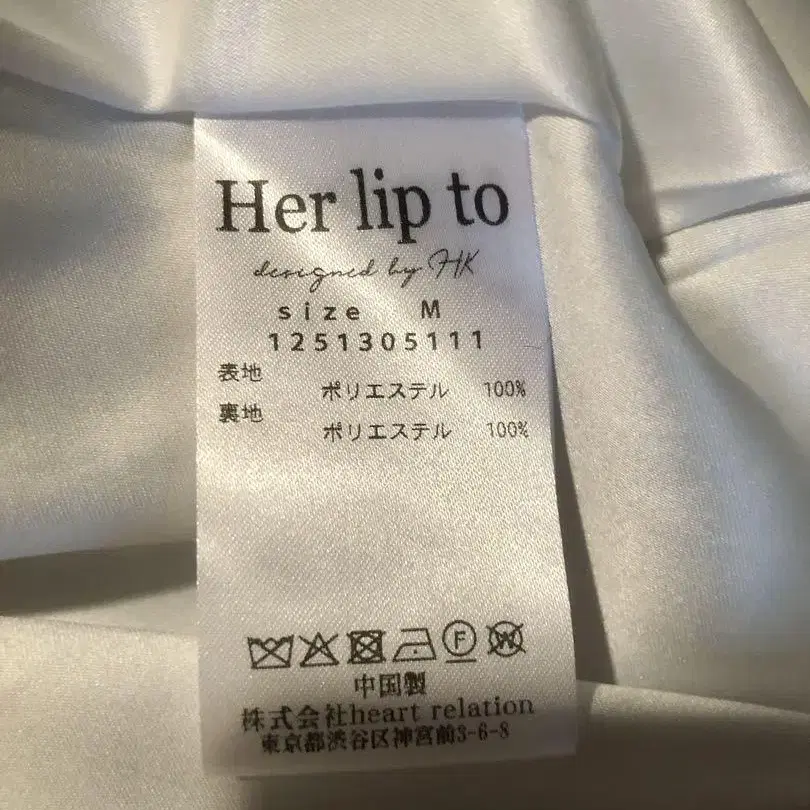 Her lip to
designed by HK
size M
1251305111
表地
ポリエステル 100%
裏地
ポリエステル 100%
F W
中国製
株式会社heart relation
東京都渋谷区神宮前3-6-8